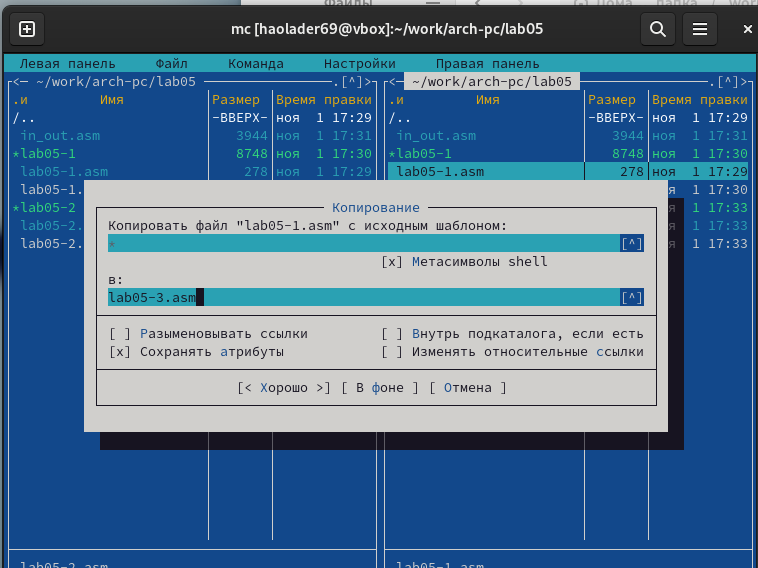 mc [haolader69@vbox]:~/work/arch-pc/lab05
Левая панель Файл Команда Настройки Правая панель
<─ ~/work/arch-pc/lab05 .[^]> <─ ~/work/arch-pc/lab05 .[^]>
.и Имя Размер Время правки .и Имя Размер Время правки
/.. -ВВЕРХ- ноя 1 17:29 /.. -ВВЕРХ- ноя 1 17:29
in_out.asm 3944 ноя 1 17:31 in_out.asm 3944 ноя 1 17:31
*lab05-1 8748 ноя 1 17:30 *lab05-1 8748 ноя 1 17:30
lab05-1.asm 278 ноя 1 17:29 lab05-1.asm 278 ноя 1 17:29
lab05-1. я 1 17:30
*lab05-2 я 1 17:33
lab05-2. я 1 17:33
lab05-2. я 1 17:33
Копирование
Копировать файл "lab05-1.asm" с исходным шаблоном:
* [^]
[x] Метасимволы shell
в:
lab05-3.asm [^]
[ ] Разыменовывать ссылки [ ] Внутрь подкаталога, если есть
[x] Сохранять атрибуты [ ] Изменять относительные ссылки
[< Хорошо >] [ В фоне ] [ Отмена ]
lab05-2.asm lab05-1.asm